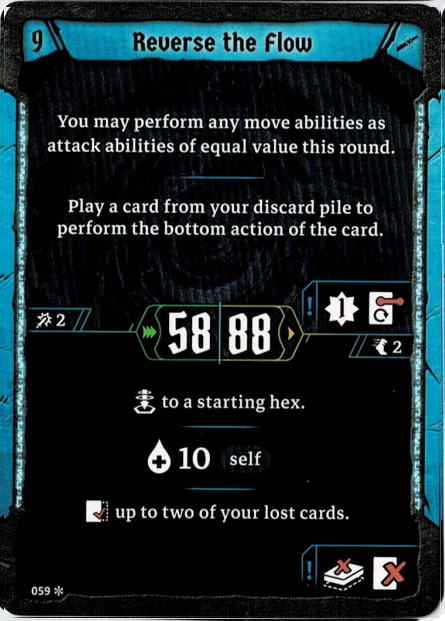 9 Reverse the Flow
You may perform any move abilities as
attack abilities of equal value this round.
Play a card from your discard pile to
perform the bottom action of the card.
! 1
2 58 88
2
to a starting hex.
10 self
up to two of your lost cards.
!
059